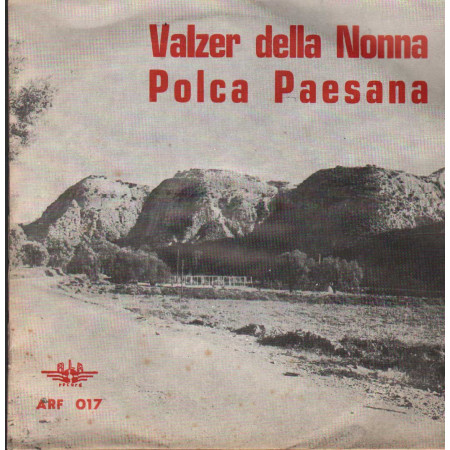 Valzer della Nonna
Polca Paesana
ARF 017